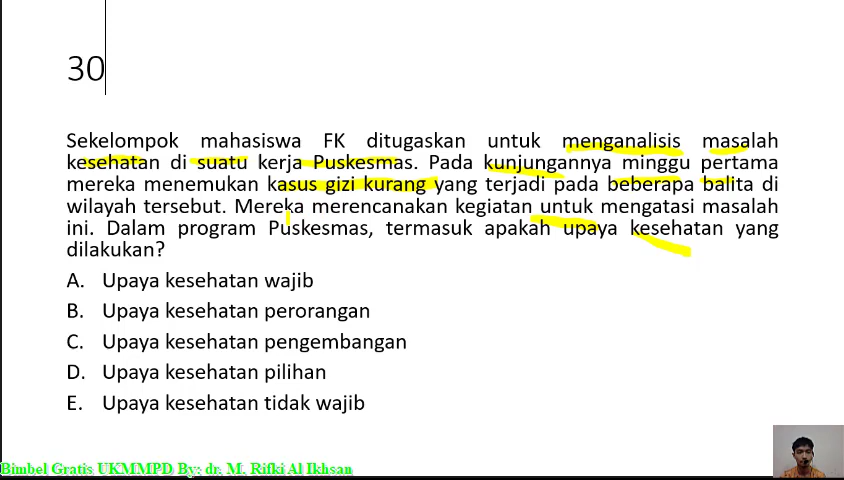 30
Sekelompok mahasiswa FK ditugaskan untuk menganalisis masalah
kesehatan di suatu kerja Puskesmas. Pada kunjungannya minggu pertama
mereka menemukan kasus gizi kurang yang terjadi pada beberapa balita di
wilayah tersebut. Mereka merencanakan kegiatan untuk mengatasi masalah
ini. Dalam program Puskesmas, termasuk apakah upaya kesehatan yang
dilakukan?
A. Upaya kesehatan wajib
B. Upaya kesehatan perorangan
C. Upaya kesehatan pengembangan
D. Upaya kesehatan pilihan
E. Upaya kesehatan tidak wajib
Bimbel Gratis UKMMPD By: dr. M. Rifki Al Ikhsan